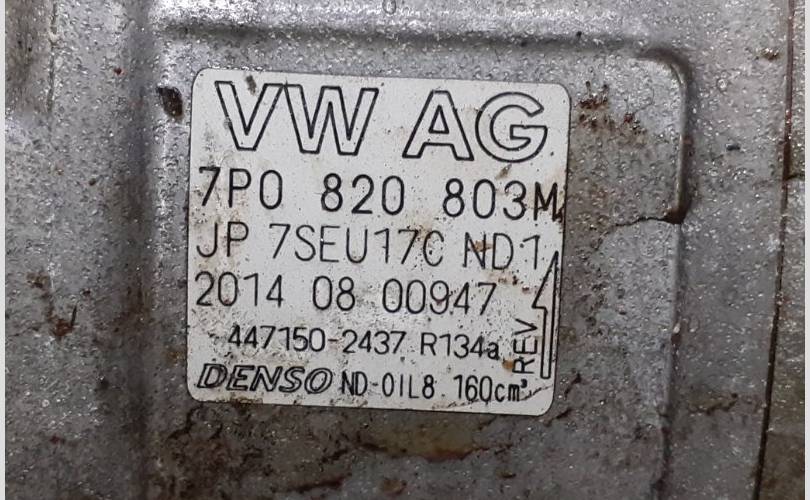 VW AG
7P0 820 803M
JP 7SEU17C ND1
2014 08 00947
447150-2437 R134a
REV
DENSO ND-OIL8 160cm³